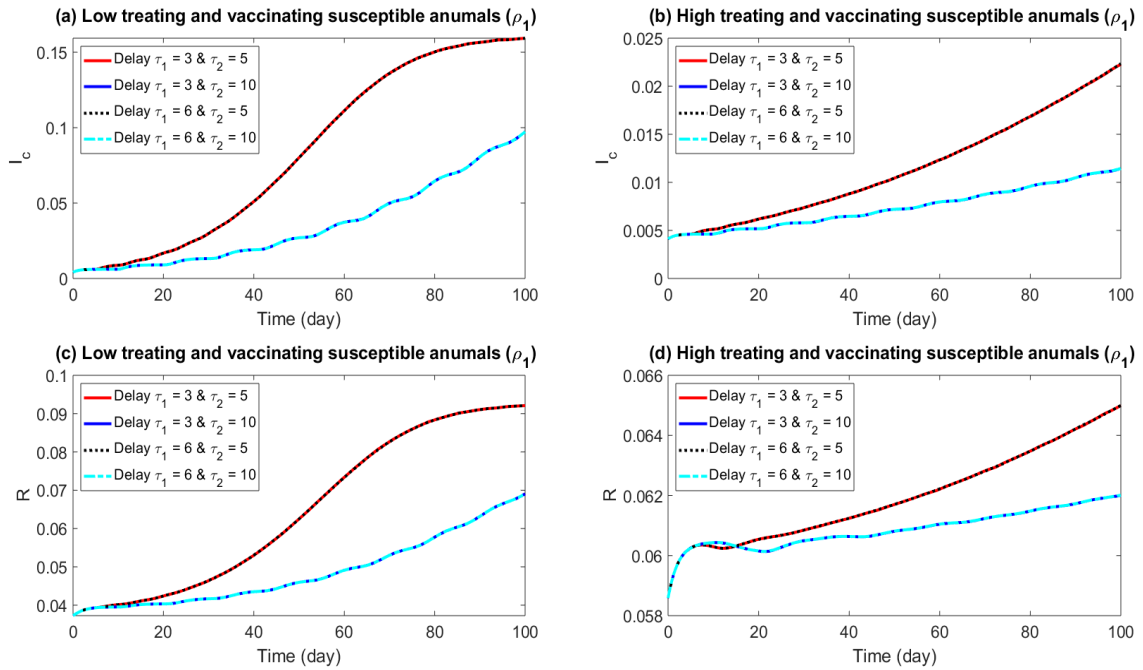 (a) Low treating and vaccinating susceptible anumals (ρ₁)
0.15
0.1
0.05
0
I_c
Delay τ₁ = 3 & τ₂ = 5
Delay τ₁ = 3 & τ₂ = 10
Delay τ₁ = 6 & τ₂ = 5
Delay τ₁ = 6 & τ₂ = 10
0 20 40 60 80 100
Time (day)
(b) High treating and vaccinating susceptible anumals (ρ₁)
0.025
0.02
0.015
0.01
0.005
0
I_c
Delay τ₁ = 3 & τ₂ = 5
Delay τ₁ = 3 & τ₂ = 10
Delay τ₁ = 6 & τ₂ = 5
Delay τ₁ = 6 & τ₂ = 10
0 20 40 60 80 100
Time (day)
(c) Low treating and vaccinating susceptible anumals (ρ₁)
0.1
0.09
0.08
0.07
0.06
0.05
0.04
R
Delay τ₁ = 3 & τ₂ = 5
Delay τ₁ = 3 & τ₂ = 10
Delay τ₁ = 6 & τ₂ = 5
Delay τ₁ = 6 & τ₂ = 10
0 20 40 60 80 100
Time (day)
(d) High treating and vaccinating susceptible anumals (ρ₁)
0.066
0.064
0.062
0.06
0.058
R
Delay τ₁ = 3 & τ₂ = 5
Delay τ₁ = 3 & τ₂ = 10
Delay τ₁ = 6 & τ₂ = 5
Delay τ₁ = 6 & τ₂ = 10
0 20 40 60 80 100
Time (day)